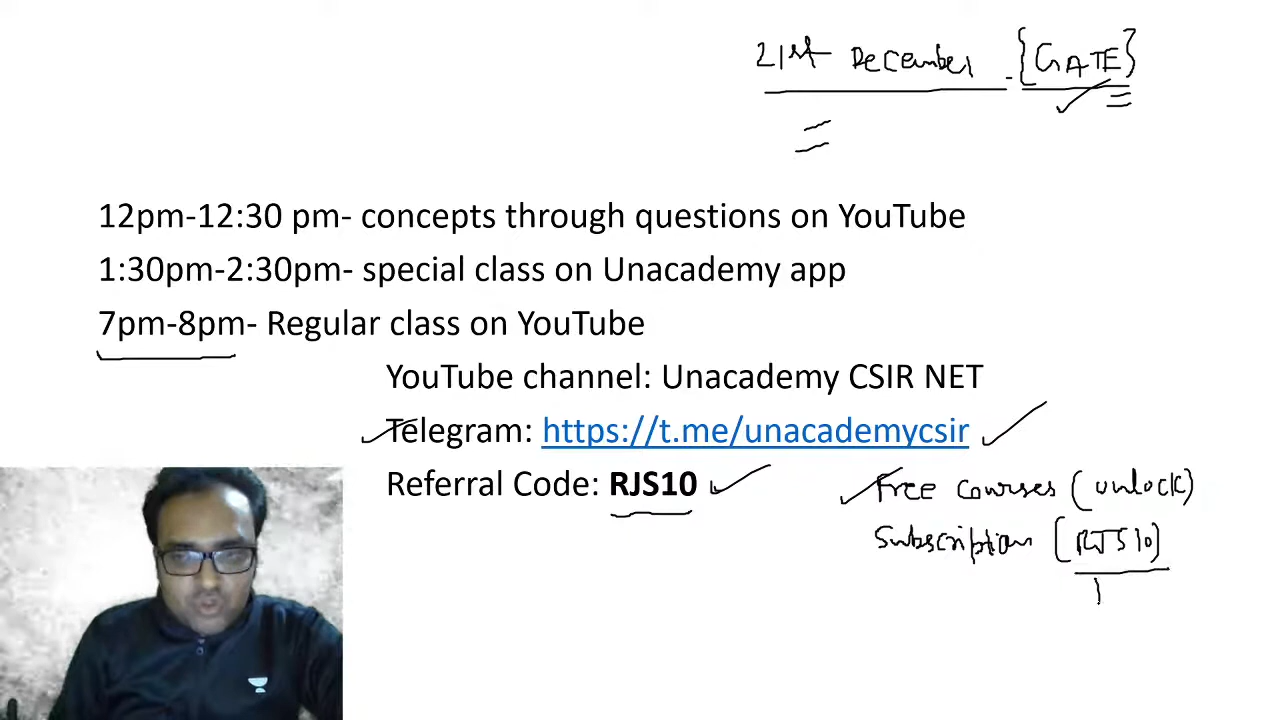 21st December - {GATE}
12pm-12:30 pm- concepts through questions on YouTube
1:30pm-2:30pm- special class on Unacademy app
7pm-8pm- Regular class on YouTube
YouTube channel: Unacademy CSIR NET
Telegram: https://t.me/unacademycsir
Referral Code: RJS10
Free courses (unlock)
Subscription (RJS10)